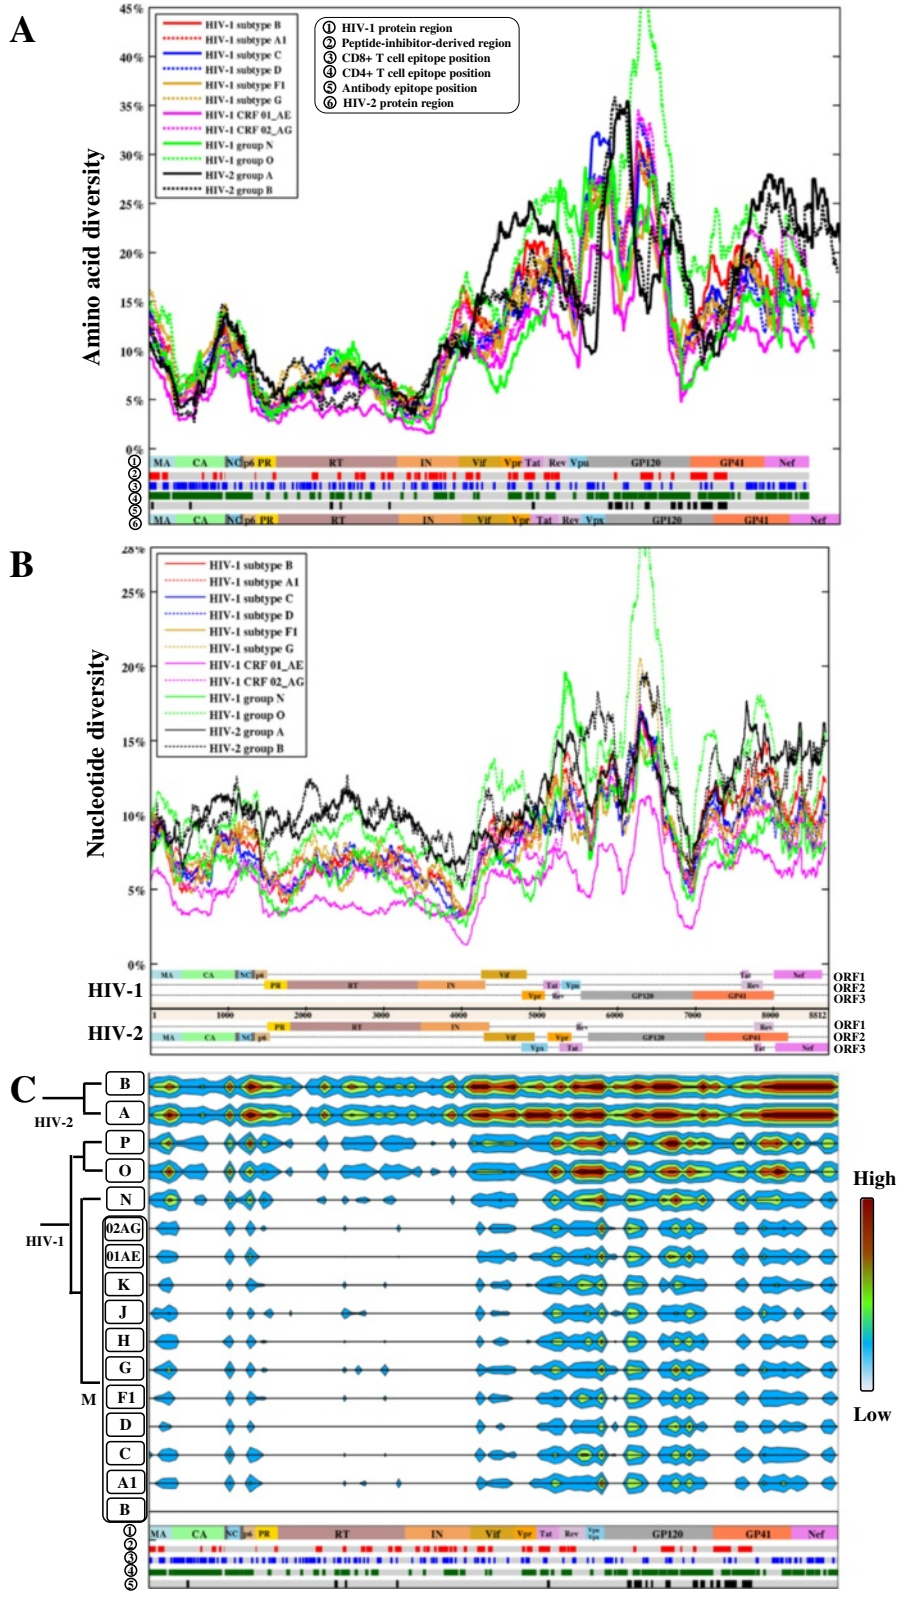 A
Amino acid diversity
45%
40%
35%
30%
25%
20%
15%
10%
5%
0%
HIV-1 subtype B
HIV-1 subtype A1
HIV-1 subtype C
HIV-1 subtype D
HIV-1 subtype F1
HIV-1 subtype G
HIV-1 CRF 01_AE
HIV-1 CRF 02_AG
HIV-1 group N
HIV-1 group O
HIV-2 group A
HIV-2 group B
① HIV-1 protein region
② Peptide-inhibitor-derived region
③ CD8+ T cell epitope position
④ CD4+ T cell epitope position
⑤ Antibody epitope position
⑥ HIV-2 protein region
① MA CA NC p6 PR RT IN Vif Vpr Tat Rev Vpu GP120 GP41 Nef
②
③
④
⑤
⑥ MA CA NC p6 PR RT IN Vif Vpr Tat Rev Vpx GP120 GP41 Nef
B
Nucleotide diversity
28%
25%
20%
15%
10%
5%
0%
HIV-1 subtype B
HIV-1 subtype A1
HIV-1 subtype C
HIV-1 subtype D
HIV-1 subtype F1
HIV-1 subtype G
HIV-1 CRF 01_AE
HIV-1 CRF 02_AG
HIV-1 group N
HIV-1 group O
HIV-2 group A
HIV-2 group B
HIV-1
MA CA NC p6 Vif Tat Nef ORF1
PR RT IN Tat Vpu Rev ORF2
Vpr Rev GP120 GP41 ORF3
1 1000 2000 3000 4000 5000 6000 7000 8000 8812
HIV-2
PR RT IN Rev Rev ORF1
MA CA NC p6 Vif Vpr GP120 GP41 ORF2
Vpx Tat Tat Nef ORF3
C
HIV-2
B
A
HIV-1
P
O
N
M
02AG
01AE
K
J
H
G
F1
D
C
A1
B
High
Low
① MA CA NC p6 PR RT IN Vif Vpr Tat Rev Vpu Vpx GP120 GP41 Nef
②
③
④
⑤